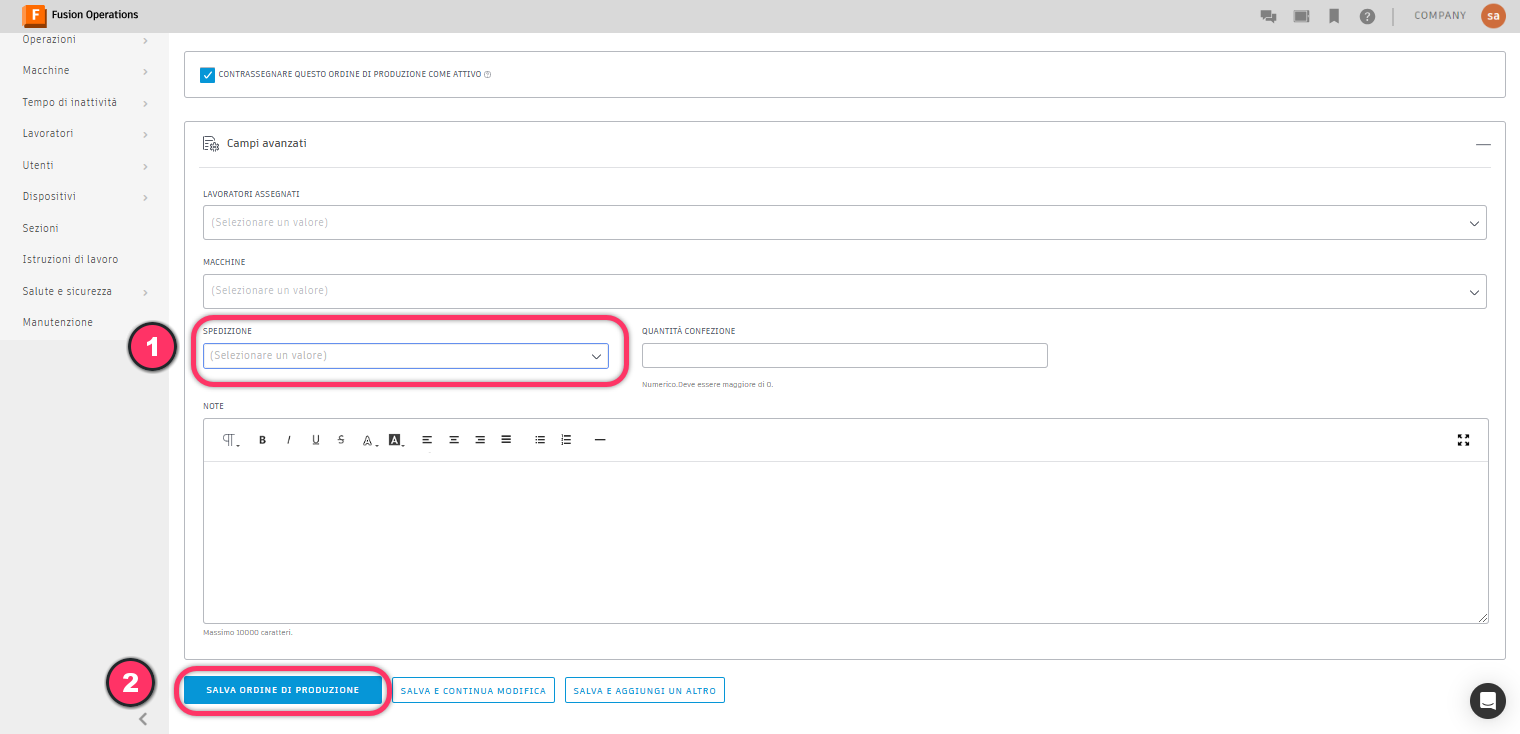 F Fusion Operations
COMPANY
sa
Operazioni
Macchine
Tempo di inattività
Lavoratori
Utenti
Dispositivi
Sezioni
Istruzioni di lavoro
Salute e sicurezza
Manutenzione
CONTRASSEGNARE QUESTO ORDINE DI PRODUZIONE COME ATTIVO ?
Campi avanzati
LAVORATORI ASSEGNATI
(Selezionare un valore)
MACCHINE
(Selezionare un valore)
1
SPEDIZIONE
(Selezionare un valore)
QUANTITÀ CONFEZIONE
Numerico.Deve essere maggiore di 0.
NOTE
B I U S A A
Massimo 10000 caratteri.
2
SALVA ORDINE DI PRODUZIONE
SALVA E CONTINUA MODIFICA
SALVA E AGGIUNGI UN ALTRO